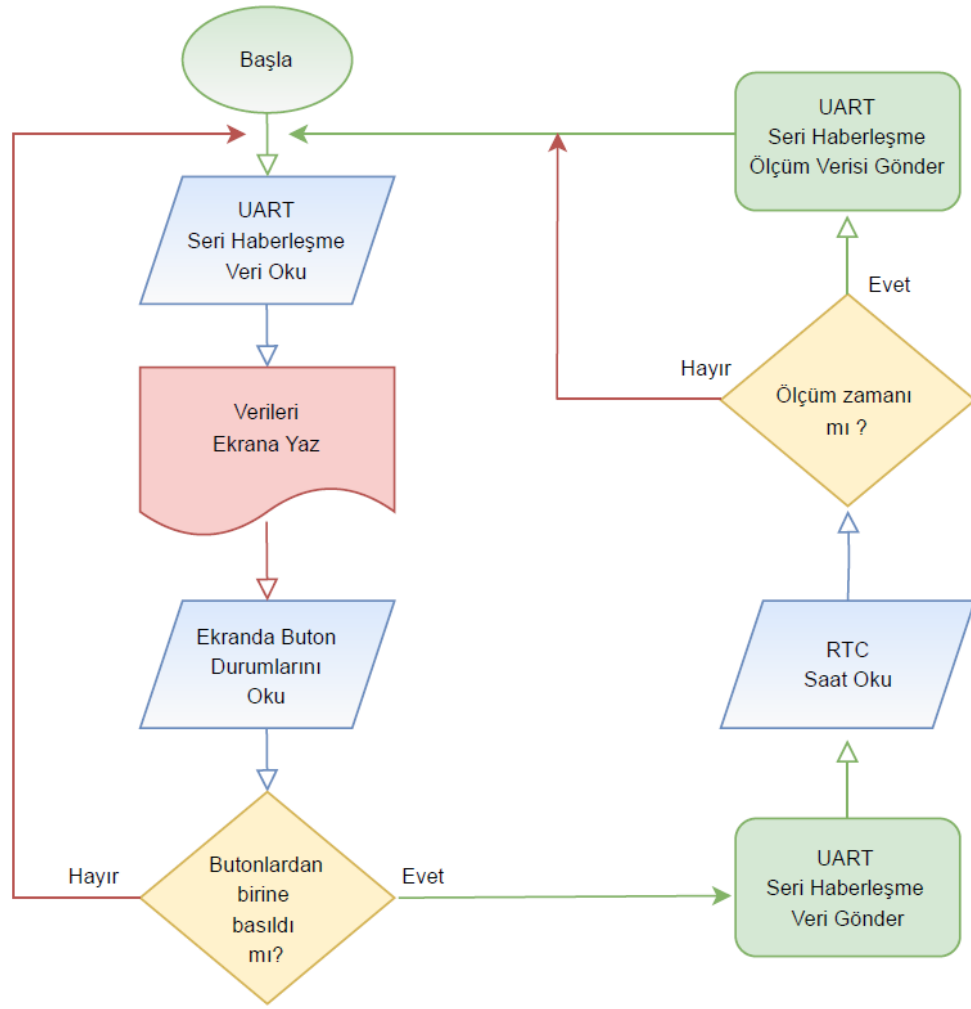 Başla
UART
Seri Haberleşme
Veri Oku
Verileri
Ekrana Yaz
Ekranda Buton
Durumlarını
Oku
Butonlardan
birine
basıldı
mı?
Hayır
Evet
UART
Seri Haberleşme
Veri Gönder
RTC
Saat Oku
Ölçüm zamanı
mı ?
Hayır
Evet
UART
Seri Haberleşme
Ölçüm Verisi Gönder